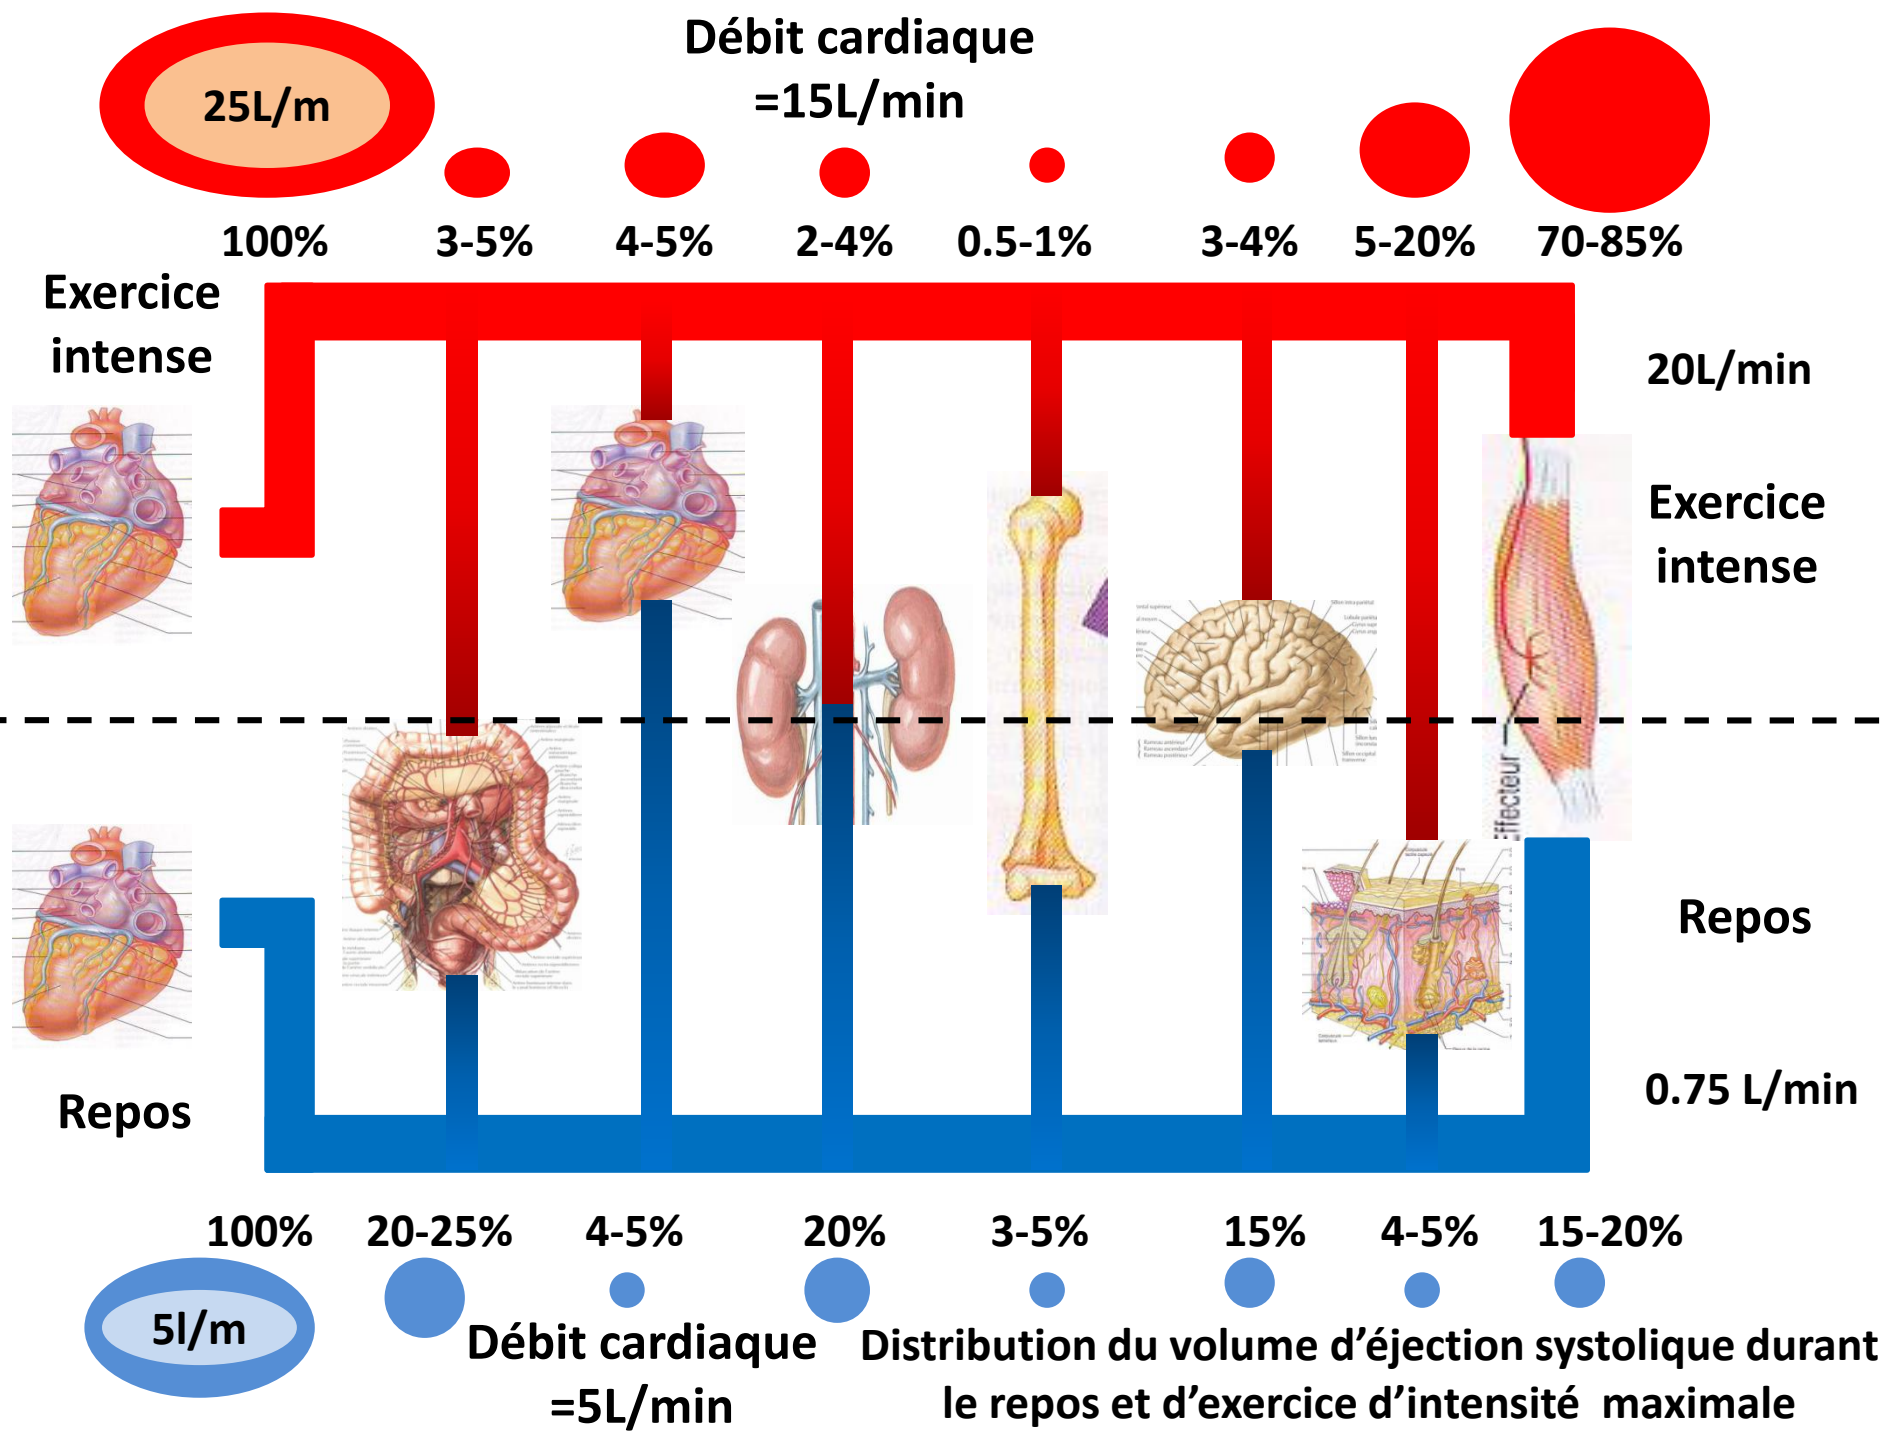 Débit cardiaque
=15L/min
25L/m
100% 3-5% 4-5% 2-4% 0.5-1% 3-4% 5-20% 70-85%
Exercice
intense
20L/min
Exercice
intense
Effecteur
Repos
0.75 L/min
Repos
100% 20-25% 4-5% 20% 3-5% 15% 4-5% 15-20%
5l/m
Débit cardiaque
=5L/min
Distribution du volume d’éjection systolique durant
le repos et d’exercice d’intensité maximale